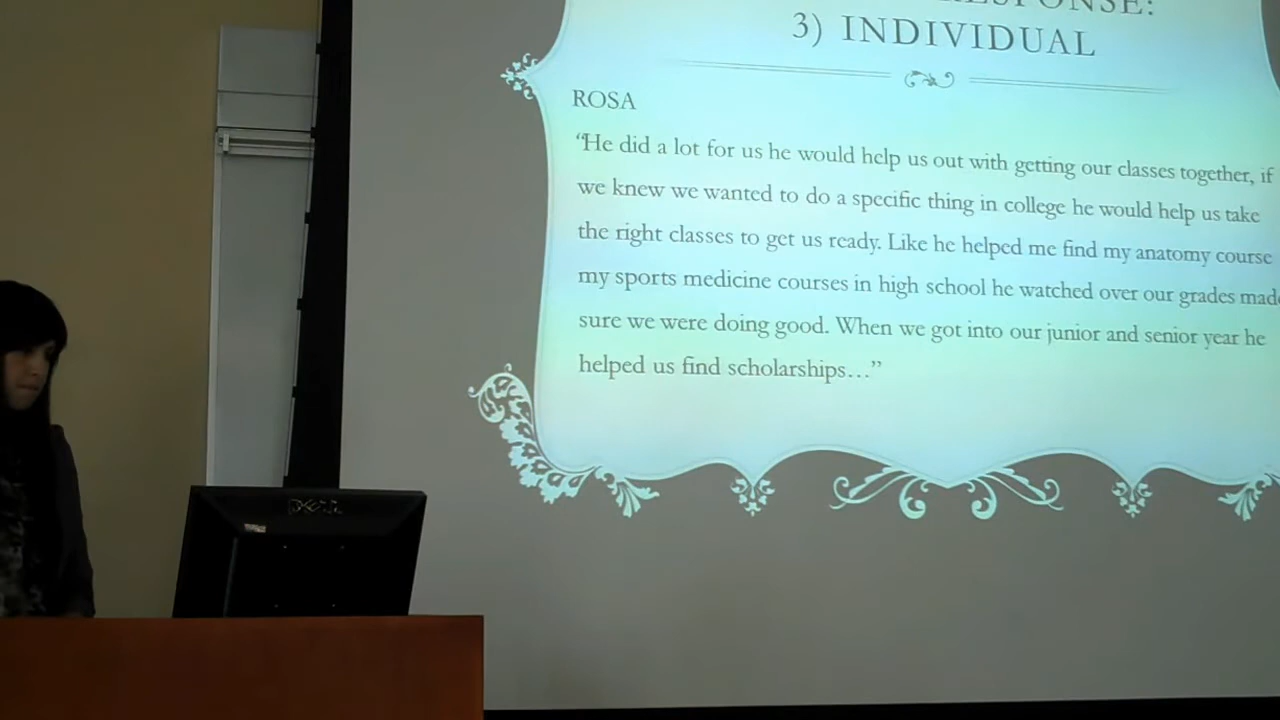 3) INDIVIDUAL
ROSA
“He did a lot for us he would help us out with getting our classes together, if
we knew we wanted to do a specific thing in college he would help us take
the right classes to get us ready. Like he helped me find my anatomy course
my sports medicine courses in high school he watched over our grades made
sure we were doing good. When we got into our junior and senior year he
helped us find scholarships…”
DELL